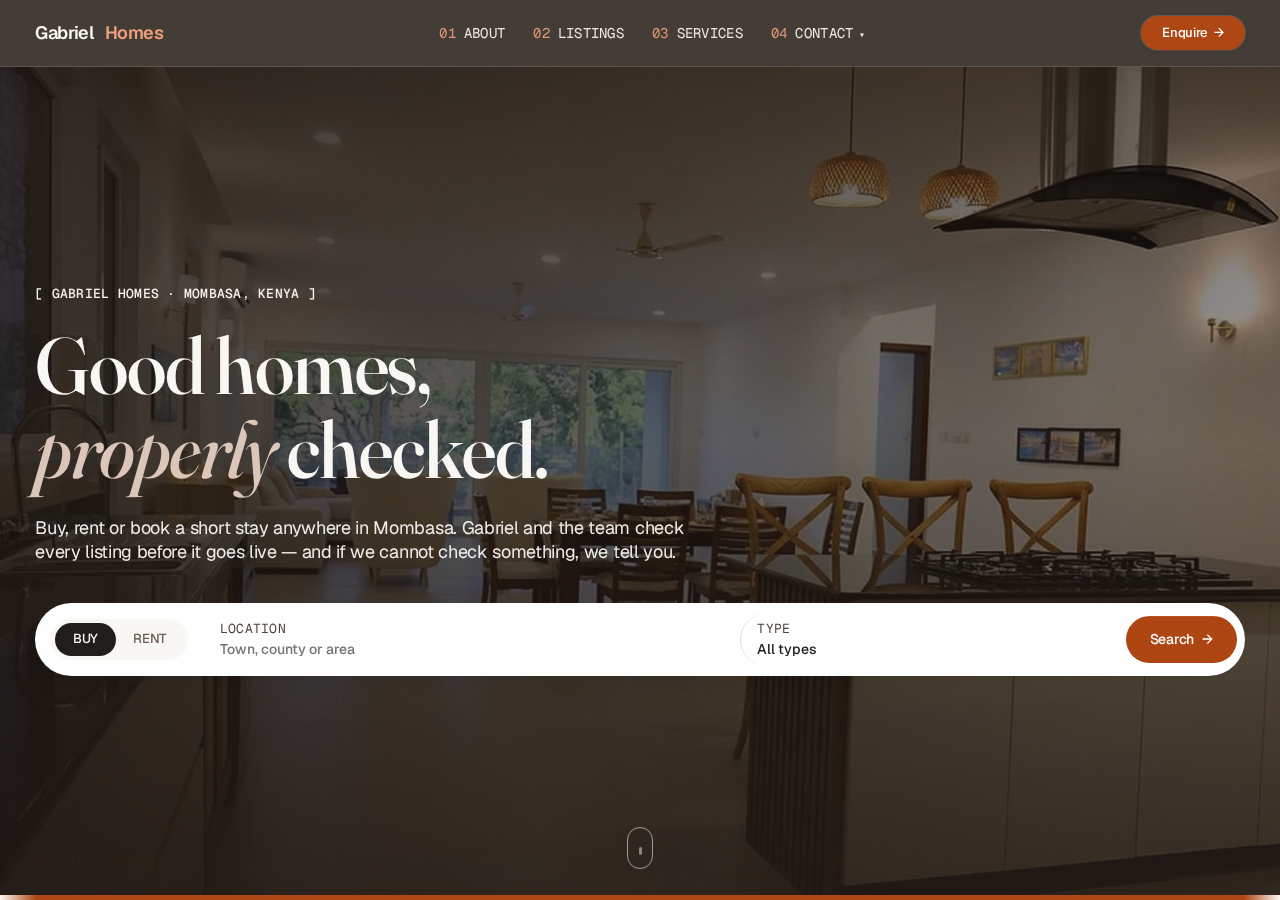 Gabriel Homes
01 ABOUT
02 LISTINGS
03 SERVICES
04 CONTACT ▾
Enquire →
[ GABRIEL HOMES · MOMBASA, KENYA ]
Good homes,
properly checked.
Buy, rent or book a short stay anywhere in Mombasa. Gabriel and the team check
every listing before it goes live — and if we cannot check something, we tell you.
BUY
RENT
LOCATION
Town, county or area
TYPE
All types
Search →